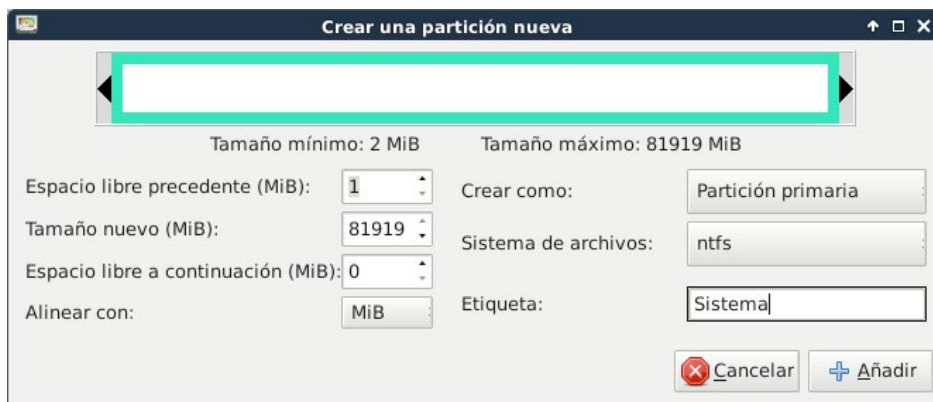 Crear una partición nueva
Tamaño mínimo: 2 MiB Tamaño máximo: 81919 MiB
Espacio libre precedente (MiB): 1
Crear como: Partición primaria
Tamaño nuevo (MiB): 81919
Sistema de archivos: ntfs
Espacio libre a continuación (MiB): 0
Etiqueta: Sistema
Alinear con: MiB
Cancelar Añadir